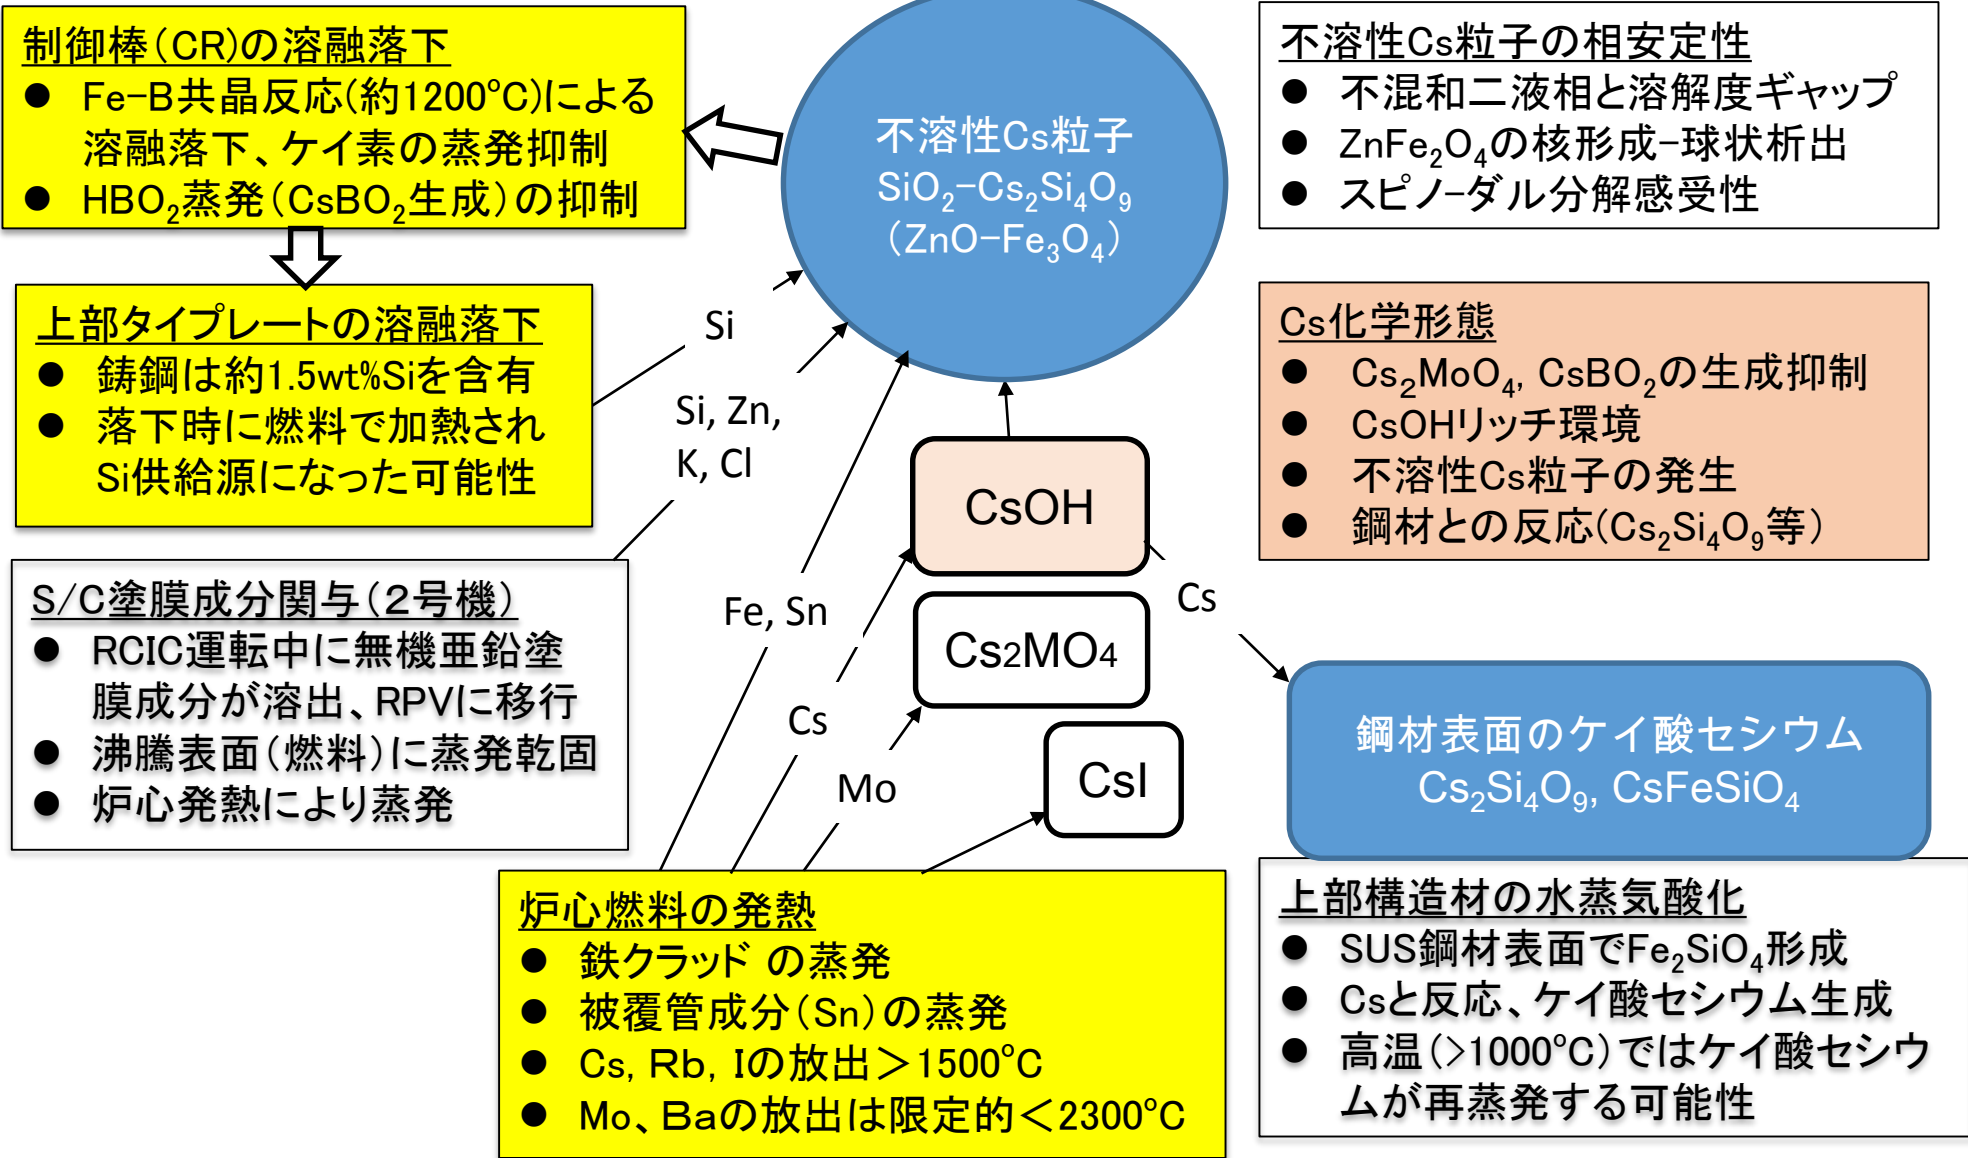 制御棒(CR)の溶融落下
● Fe-B共晶反応(約1200℃)による
溶融落下、ケイ素の蒸発抑制
● HBO₂蒸発(CsBO₂生成)の抑制
不溶性Cs粒子
SiO₂-Cs₂Si₄O₉
(ZnO-Fe₃O₄)
不溶性Cs粒子の相安定性
● 不混和二液相と溶解度ギャップ
● ZnFe₂O₄の核形成-球状析出
● スピノーダル分解感受性
上部タイプレートの溶融落下
● 鋳鋼は約1.5wt%Siを含有
● 落下時に燃料で加熱され
Si供給源になった可能性
Si
Si, Zn,
K, Cl
Cs化学形態
● Cs₂MoO₄, CsBO₂の生成抑制
● CsOHリッチ環境
● 不溶性Cs粒子の発生
● 鋼材との反応(Cs₂Si₄O₉等)
CsOH
S/C塗膜成分関与(2号機)
● RCIC運転中に無機亜鉛塗
膜成分が溶出、RPVに移行
● 沸騰表面(燃料)に蒸発乾固
● 炉心発熱により蒸発
Fe, Sn
Cs
Cs2MO4
Cs
Mo
CsI
鋼材表面のケイ酸セシウム
Cs₂Si₄O₉, CsFeSiO₄
炉心燃料の発熱
● 鉄クラッド の蒸発
● 被覆管成分(Sn)の蒸発
● Cs, Rb, Iの放出＞1500℃
● Mo、Baの放出は限定的＜2300℃
上部構造材の水蒸気酸化
● SUS鋼材表面でFe₂SiO₄形成
● Csと反応、ケイ酸セシウム生成
● 高温(>1000℃)ではケイ酸セシウ
ムが再蒸発する可能性